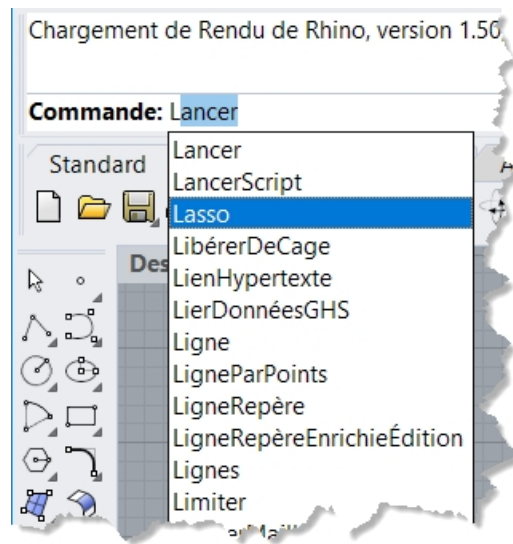 Chargement de Rendu de Rhino, version 1.50,
Commande: Lancer
Standard
Lancer
LancerScript
Lasso
LibérerDeCage
LienHypertexte
LierDonnéesGHS
Ligne
LigneParPoints
LigneRepère
LigneRepèreEnrichieÉdition
Lignes
Limiter